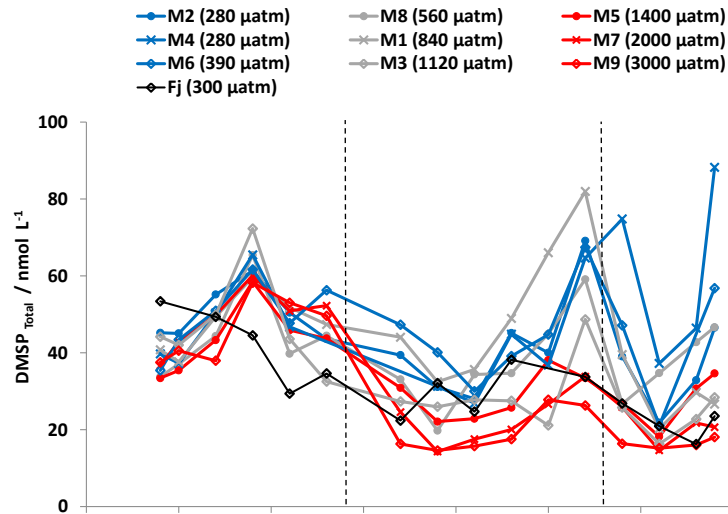 M2 (280 µatm) M8 (560 µatm) M5 (1400 µatm)
M4 (280 µatm) M1 (840 µatm) M7 (2000 µatm)
M6 (390 µatm) M3 (1120 µatm) M9 (3000 µatm)
Fj (300 µatm)
100
80
60
40
20
0
DMSP Total / nmol L-1